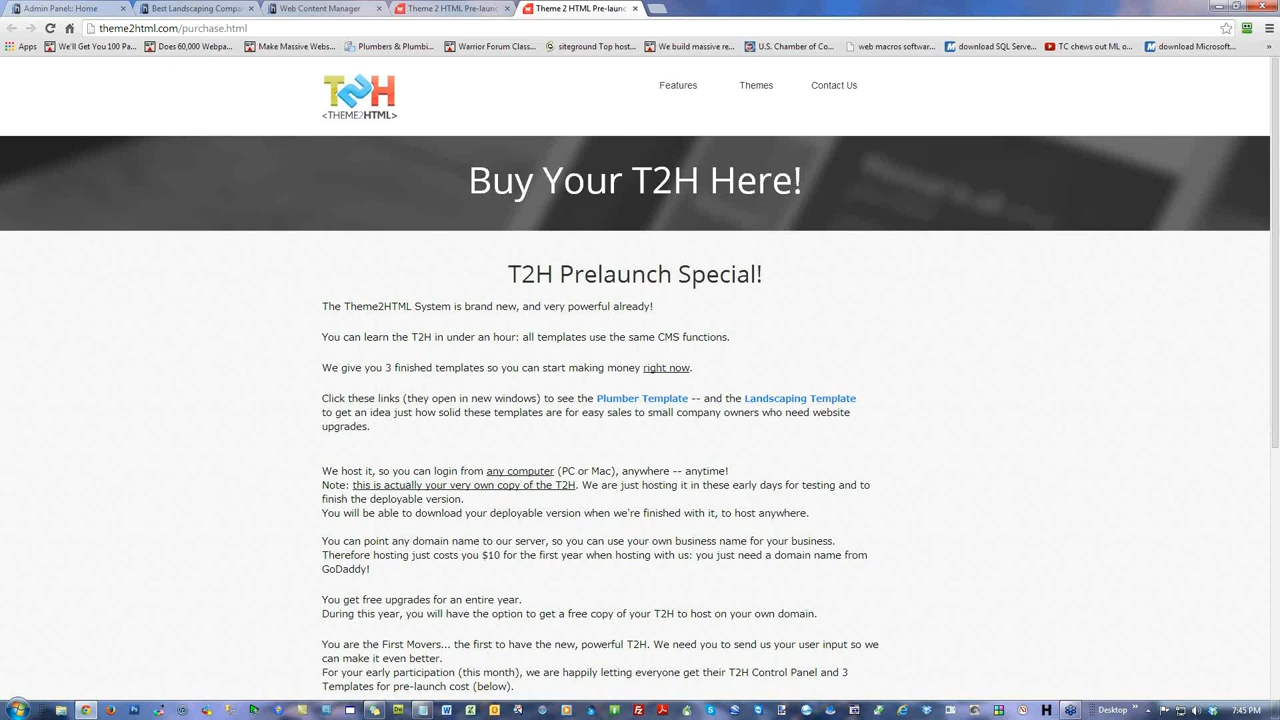 Admin Panel:: Home
Best Landscaping Compa
Web Content Manager
Theme 2 HTML Pre-launc
Theme 2 HTML Pre-launc
theme2html.com/purchase.html
Apps
We'll Get You 100 Pa...
Does 60,000 Webpa...
Make Massive Webs...
Plumbers & Plumbi...
Warrior Forum Class...
siteground Top host...
We build massive re...
U.S. Chamber of Co...
web macros softwar...
download SQL Serve...
TC chews out ML o...
download Microsoft...
T2H
<THEME2HTML>
Features
Themes
Contact Us
Buy Your T2H Here!
T2H Prelaunch Special!
The Theme2HTML System is brand new, and very powerful already!
You can learn the T2H in under an hour: all templates use the same CMS functions.
We give you 3 finished templates so you can start making money right now.
Click these links (they open in new windows) to see the Plumber Template -- and the Landscaping Template
to get an idea just how solid these templates are for easy sales to small company owners who need website
upgrades.
We host it, so you can login from any computer (PC or Mac), anywhere -- anytime!
Note: this is actually your very own copy of the T2H. We are just hosting it in these early days for testing and to
finish the deployable version.
You will be able to download your deployable version when we're finished with it, to host anywhere.
You can point any domain name to our server, so you can use your own business name for your business.
Therefore hosting just costs you $10 for the first year when hosting with us: you just need a domain name from
GoDaddy!
You get free upgrades for an entire year.
During this year, you will have the option to get a free copy of your T2H to host on your own domain.
You are the First Movers... the first to have the new, powerful T2H. We need you to send us your user input so we
can make it even better.
For your early participation (this month), we are happily letting everyone get their T2H Control Panel and 3
Templates for pre-launch cost (below).
Desktop
7:45 PM